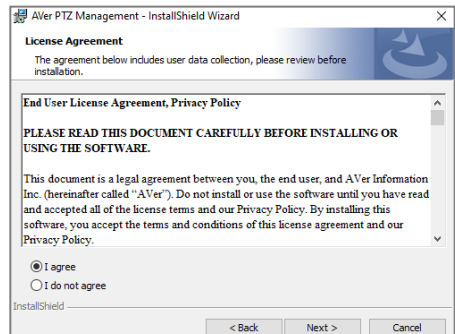 AVer PTZ Management - InstallShield Wizard
License Agreement
The agreement below includes user data collection, please review before
installation.
End User License Agreement, Privacy Policy
PLEASE READ THIS DOCUMENT CAREFULLY BEFORE INSTALLING OR
USING THE SOFTWARE.
This document is a legal agreement between you, the end user, and AVer Information
Inc. (hereinafter called “AVer”). Do not install or use the software until you have read
and accepted all of the license terms and our Privacy Policy. By installing this
software, you accept the terms and conditions of this license agreement and our
Privacy Policy.
I agree
I do not agree
InstallShield
< Back Next > Cancel